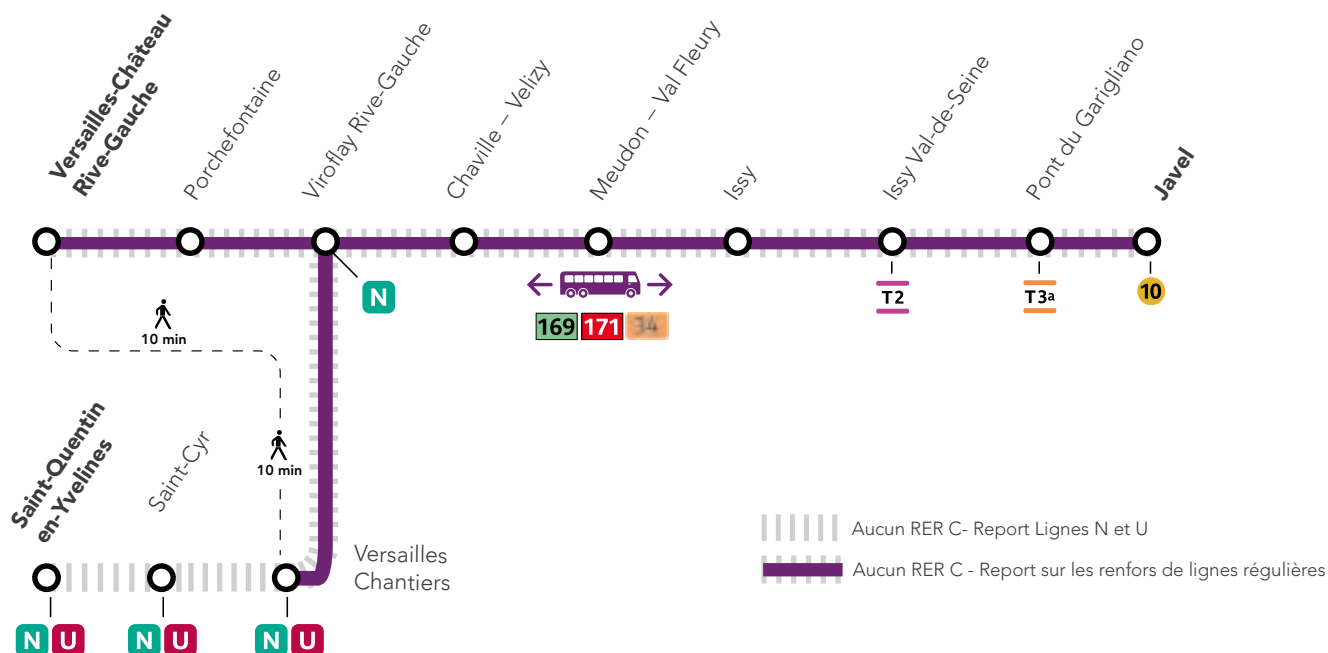 Versailles-Château
Rive-Gauche
Porchefontaine
Viroflay Rive-Gauche
Chaville – Velizy
Meudon – Val Fleury
Issy
Issy Val-de-Seine
Pont du Garigliano
Javel
N
169 171
T2
T3a
10
10 min
10 min
Saint-Quentin
en-Yvelines
Saint-Cyr
Versailles
Chantiers
N U
N U
N U
Aucun RER C- Report Lignes N et U
Aucun RER C - Report sur les renfors de lignes régulières